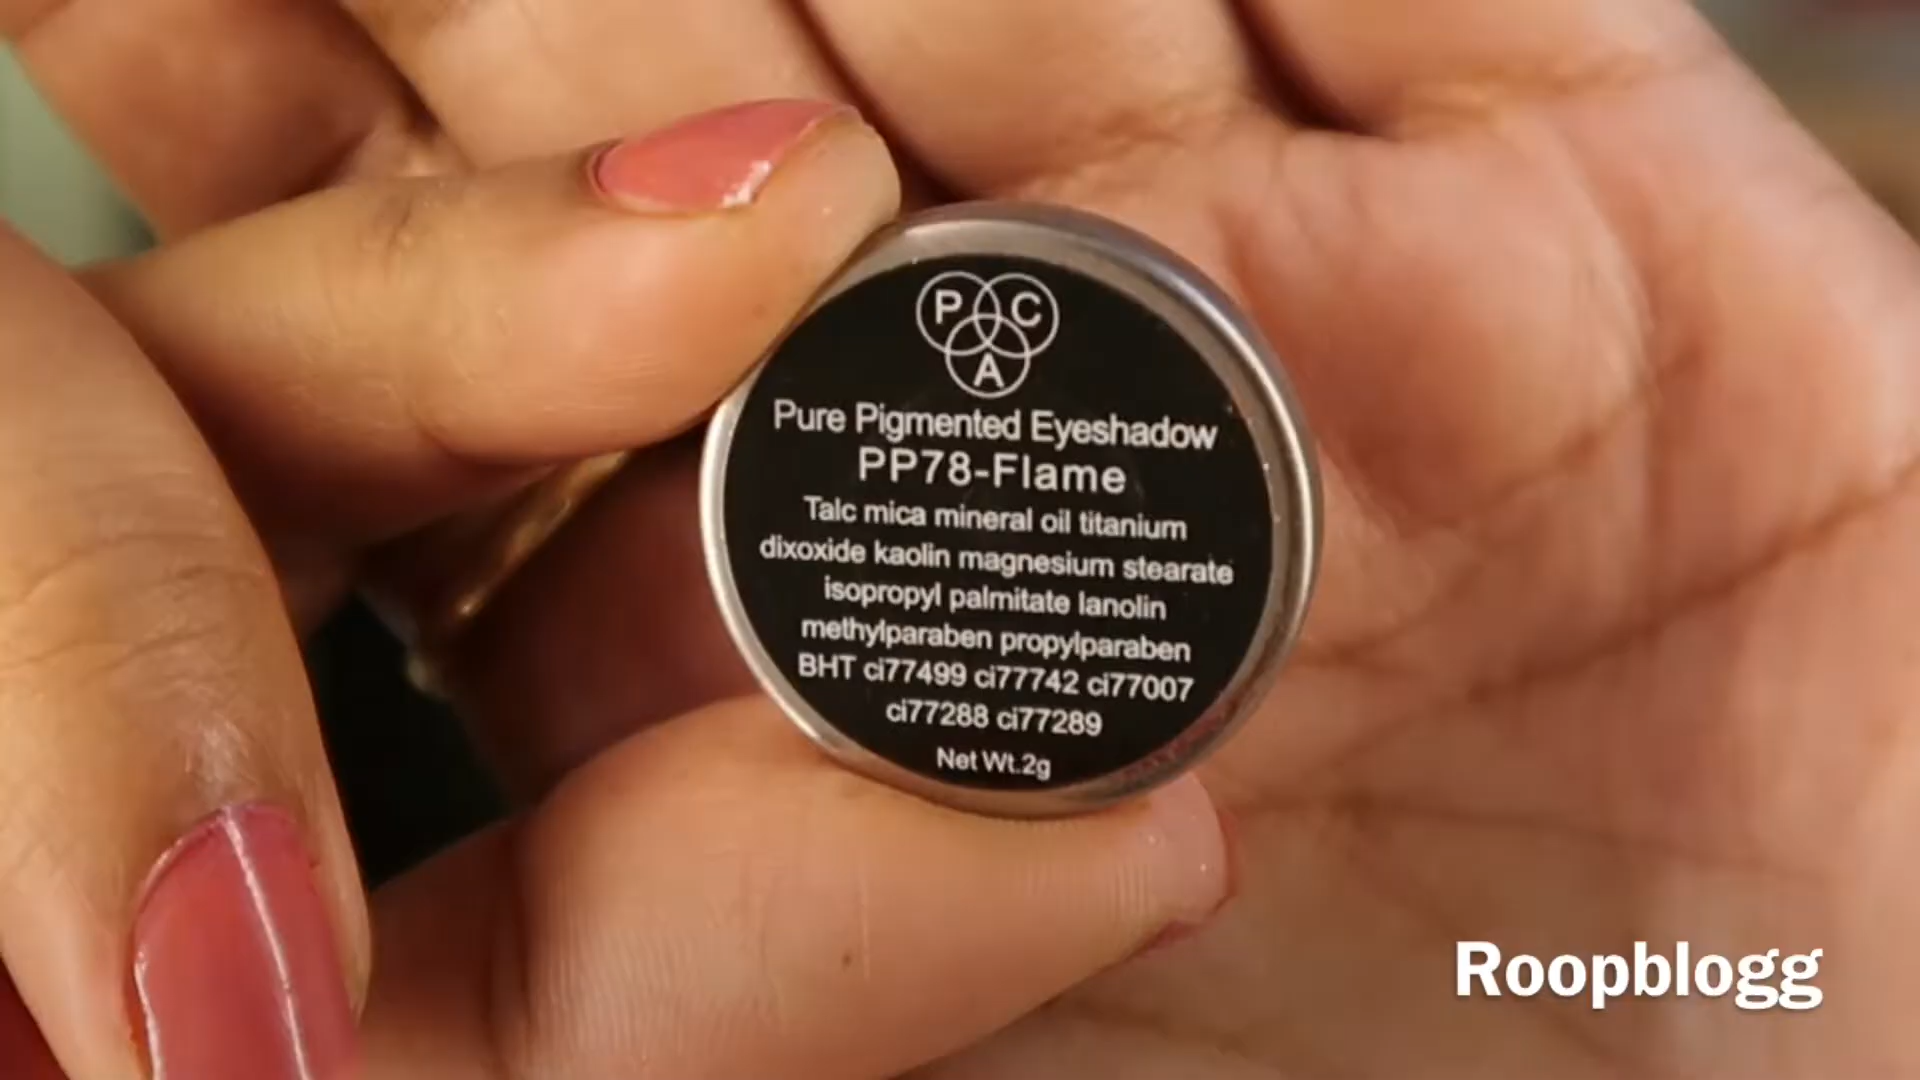 P C
A
Pure Pigmented Eyeshadow
PP78-Flame
Talc mica mineral oil titanium
dixoxide kaolin magnesium stearate
isopropyl palmitate lanolin
methylparaben propylparaben
BHT ci77499 ci77742 ci77007
ci77288 ci77289
Net Wt.2g
Roopblogg